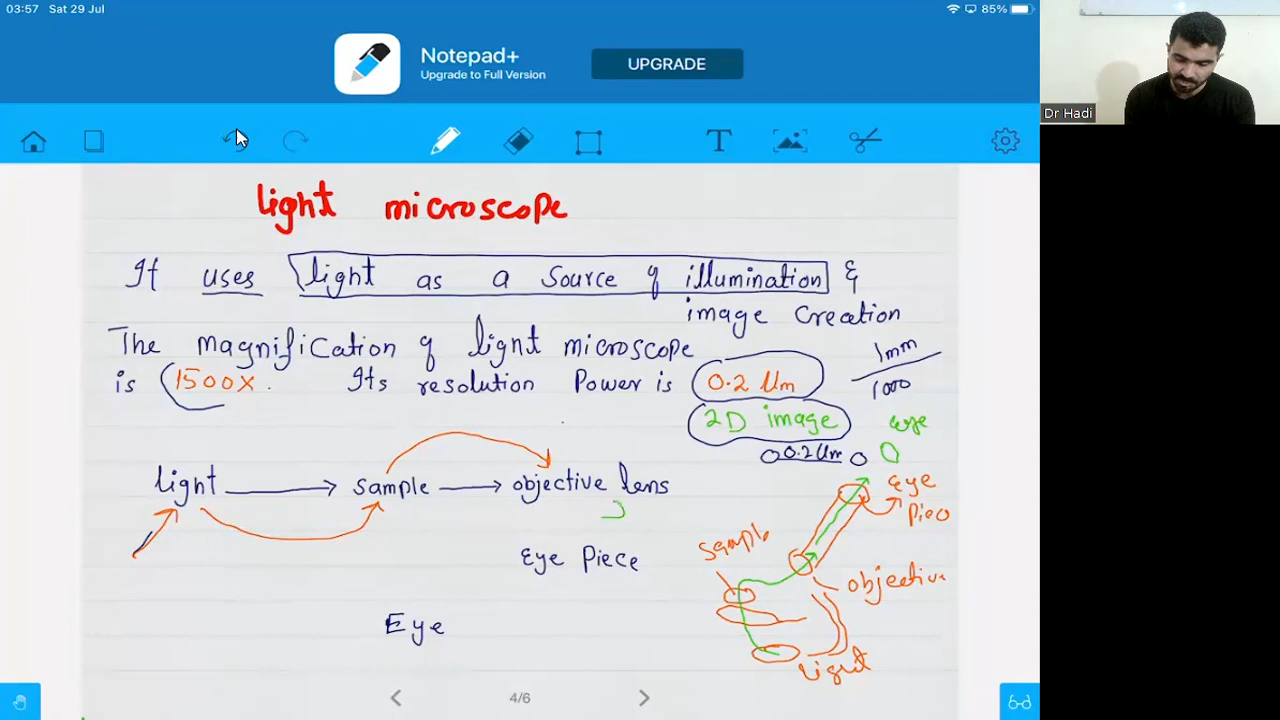 03:57 Sat 29 Jul
85%
Notepad+
Upgrade to Full Version
UPGRADE
T
Dr Hadi
light microscope
It uses light as a source of illumination &
image creation
The magnification of light microscope
is 1500X. Its resolution Power is 0.2 Um
1mm
1000
2D image
eye
0.2Um
light sample objective lens
Eye Piece
Eye
Eye
Piec
sample
objective
light
4/6